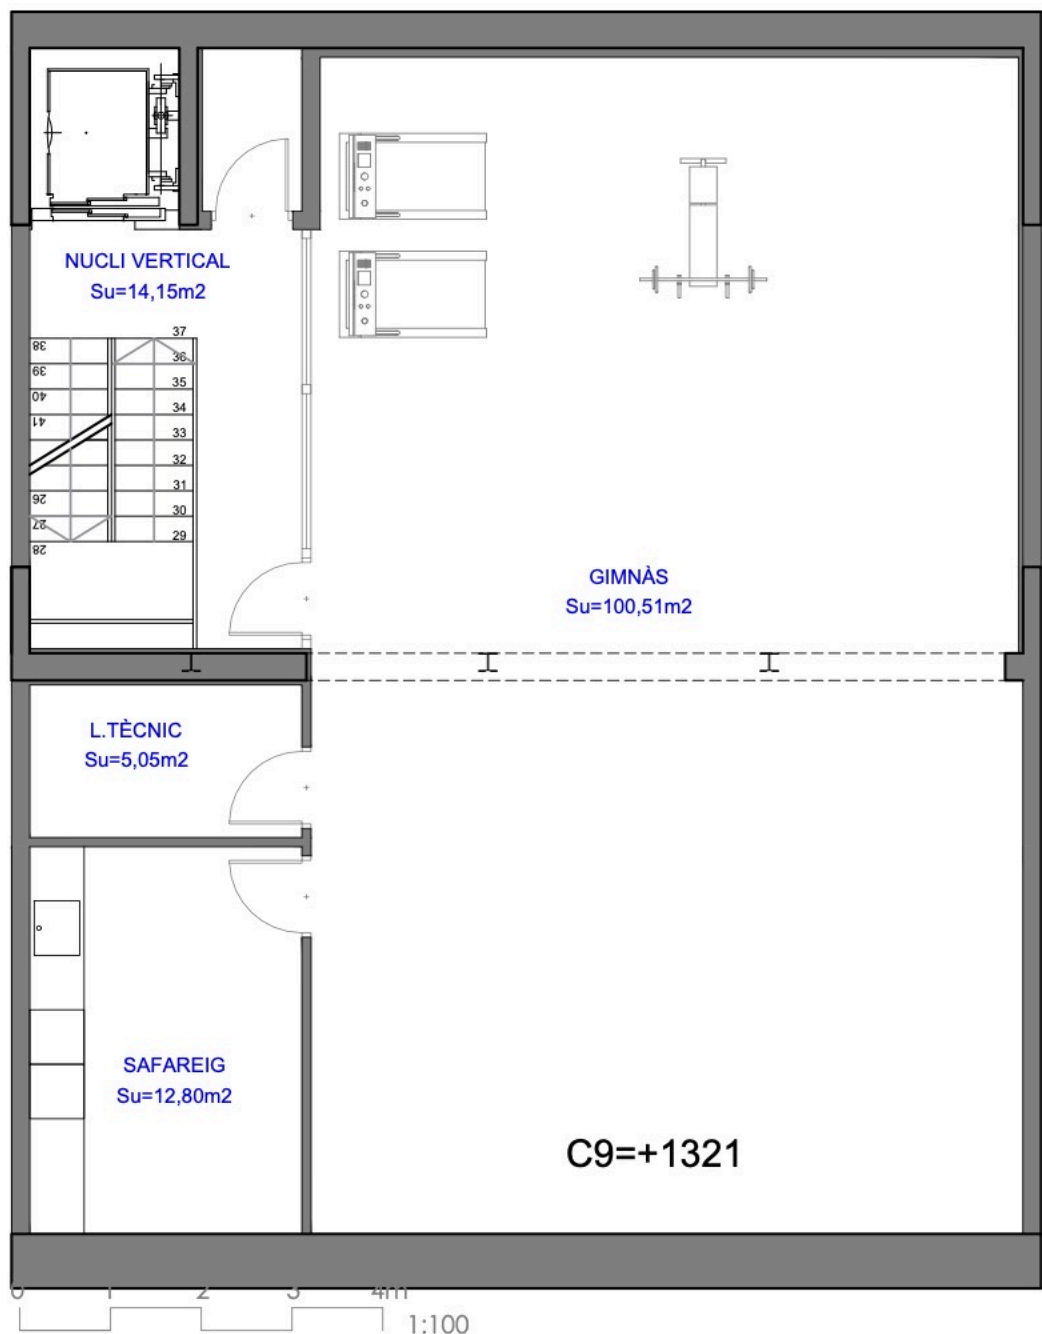 NUCLI VERTICAL
Su=14,15m2
37
38
36
39
35
40
34
41
33
32
31
26
30
27
29
28
GIMNÀS
Su=100,51m2
L.TÈCNIC
Su=5,05m2
SAFAREIG
Su=12,80m2
C9=+1321
0 1 2 3 4m
1:100